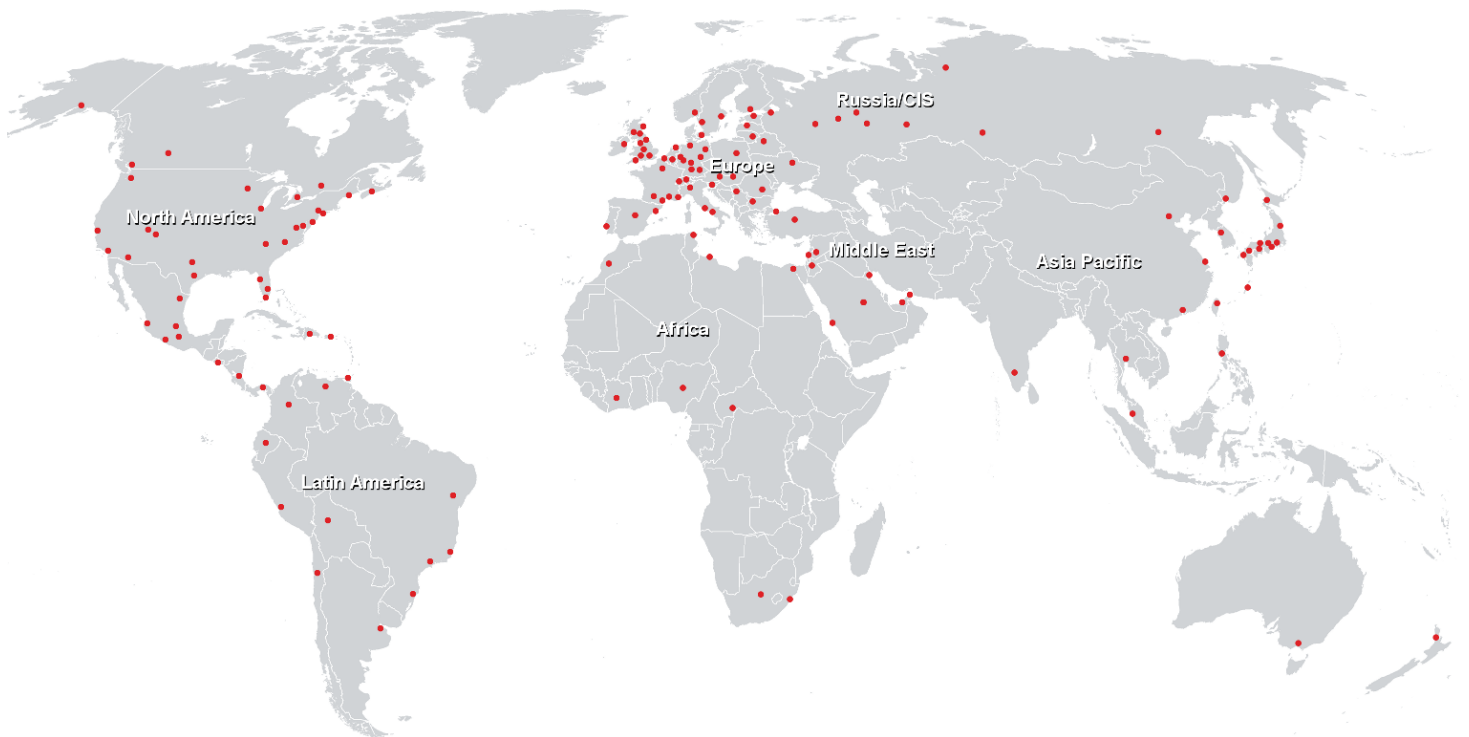 Russia/CIS
Europe
North America
Middle East
Asia Pacific
Africa
Latin America